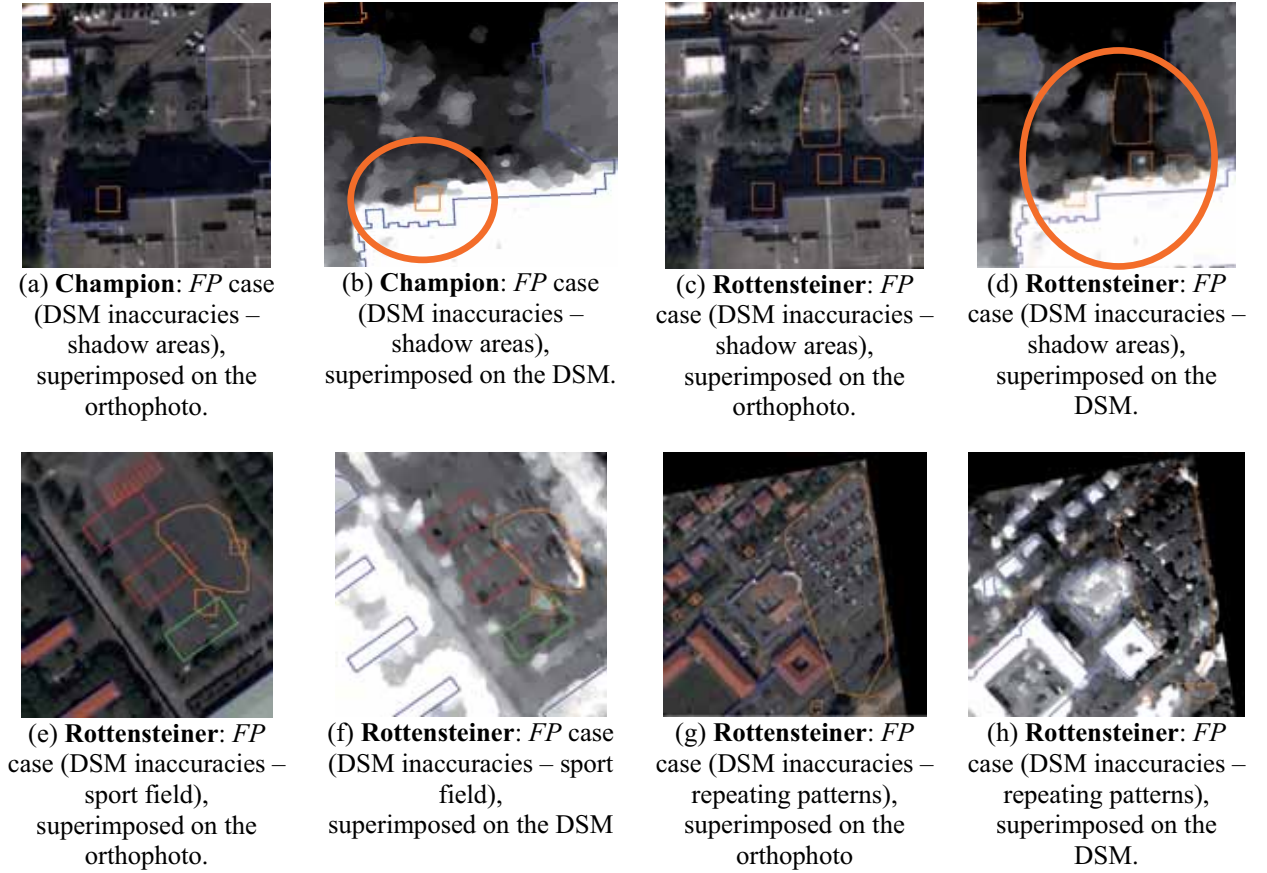 (a) Champion: FP case
(DSM inaccuracies –
shadow areas),
superimposed on the
orthophoto.
(b) Champion: FP case
(DSM inaccuracies –
shadow areas),
superimposed on the DSM.
(c) Rottensteiner: FP
case (DSM inaccuracies –
shadow areas),
superimposed on the
orthophoto.
(d) Rottensteiner: FP
case (DSM inaccuracies –
shadow areas),
superimposed on the
DSM.
(e) Rottensteiner: FP
case (DSM inaccuracies –
sport field),
superimposed on the
orthophoto.
(f) Rottensteiner: FP case
(DSM inaccuracies – sport
field),
superimposed on the DSM
(g) Rottensteiner: FP
case (DSM inaccuracies –
repeating patterns),
superimposed on the
orthophoto
(h) Rottensteiner: FP
case (DSM inaccuracies –
repeating patterns),
superimposed on the
DSM.